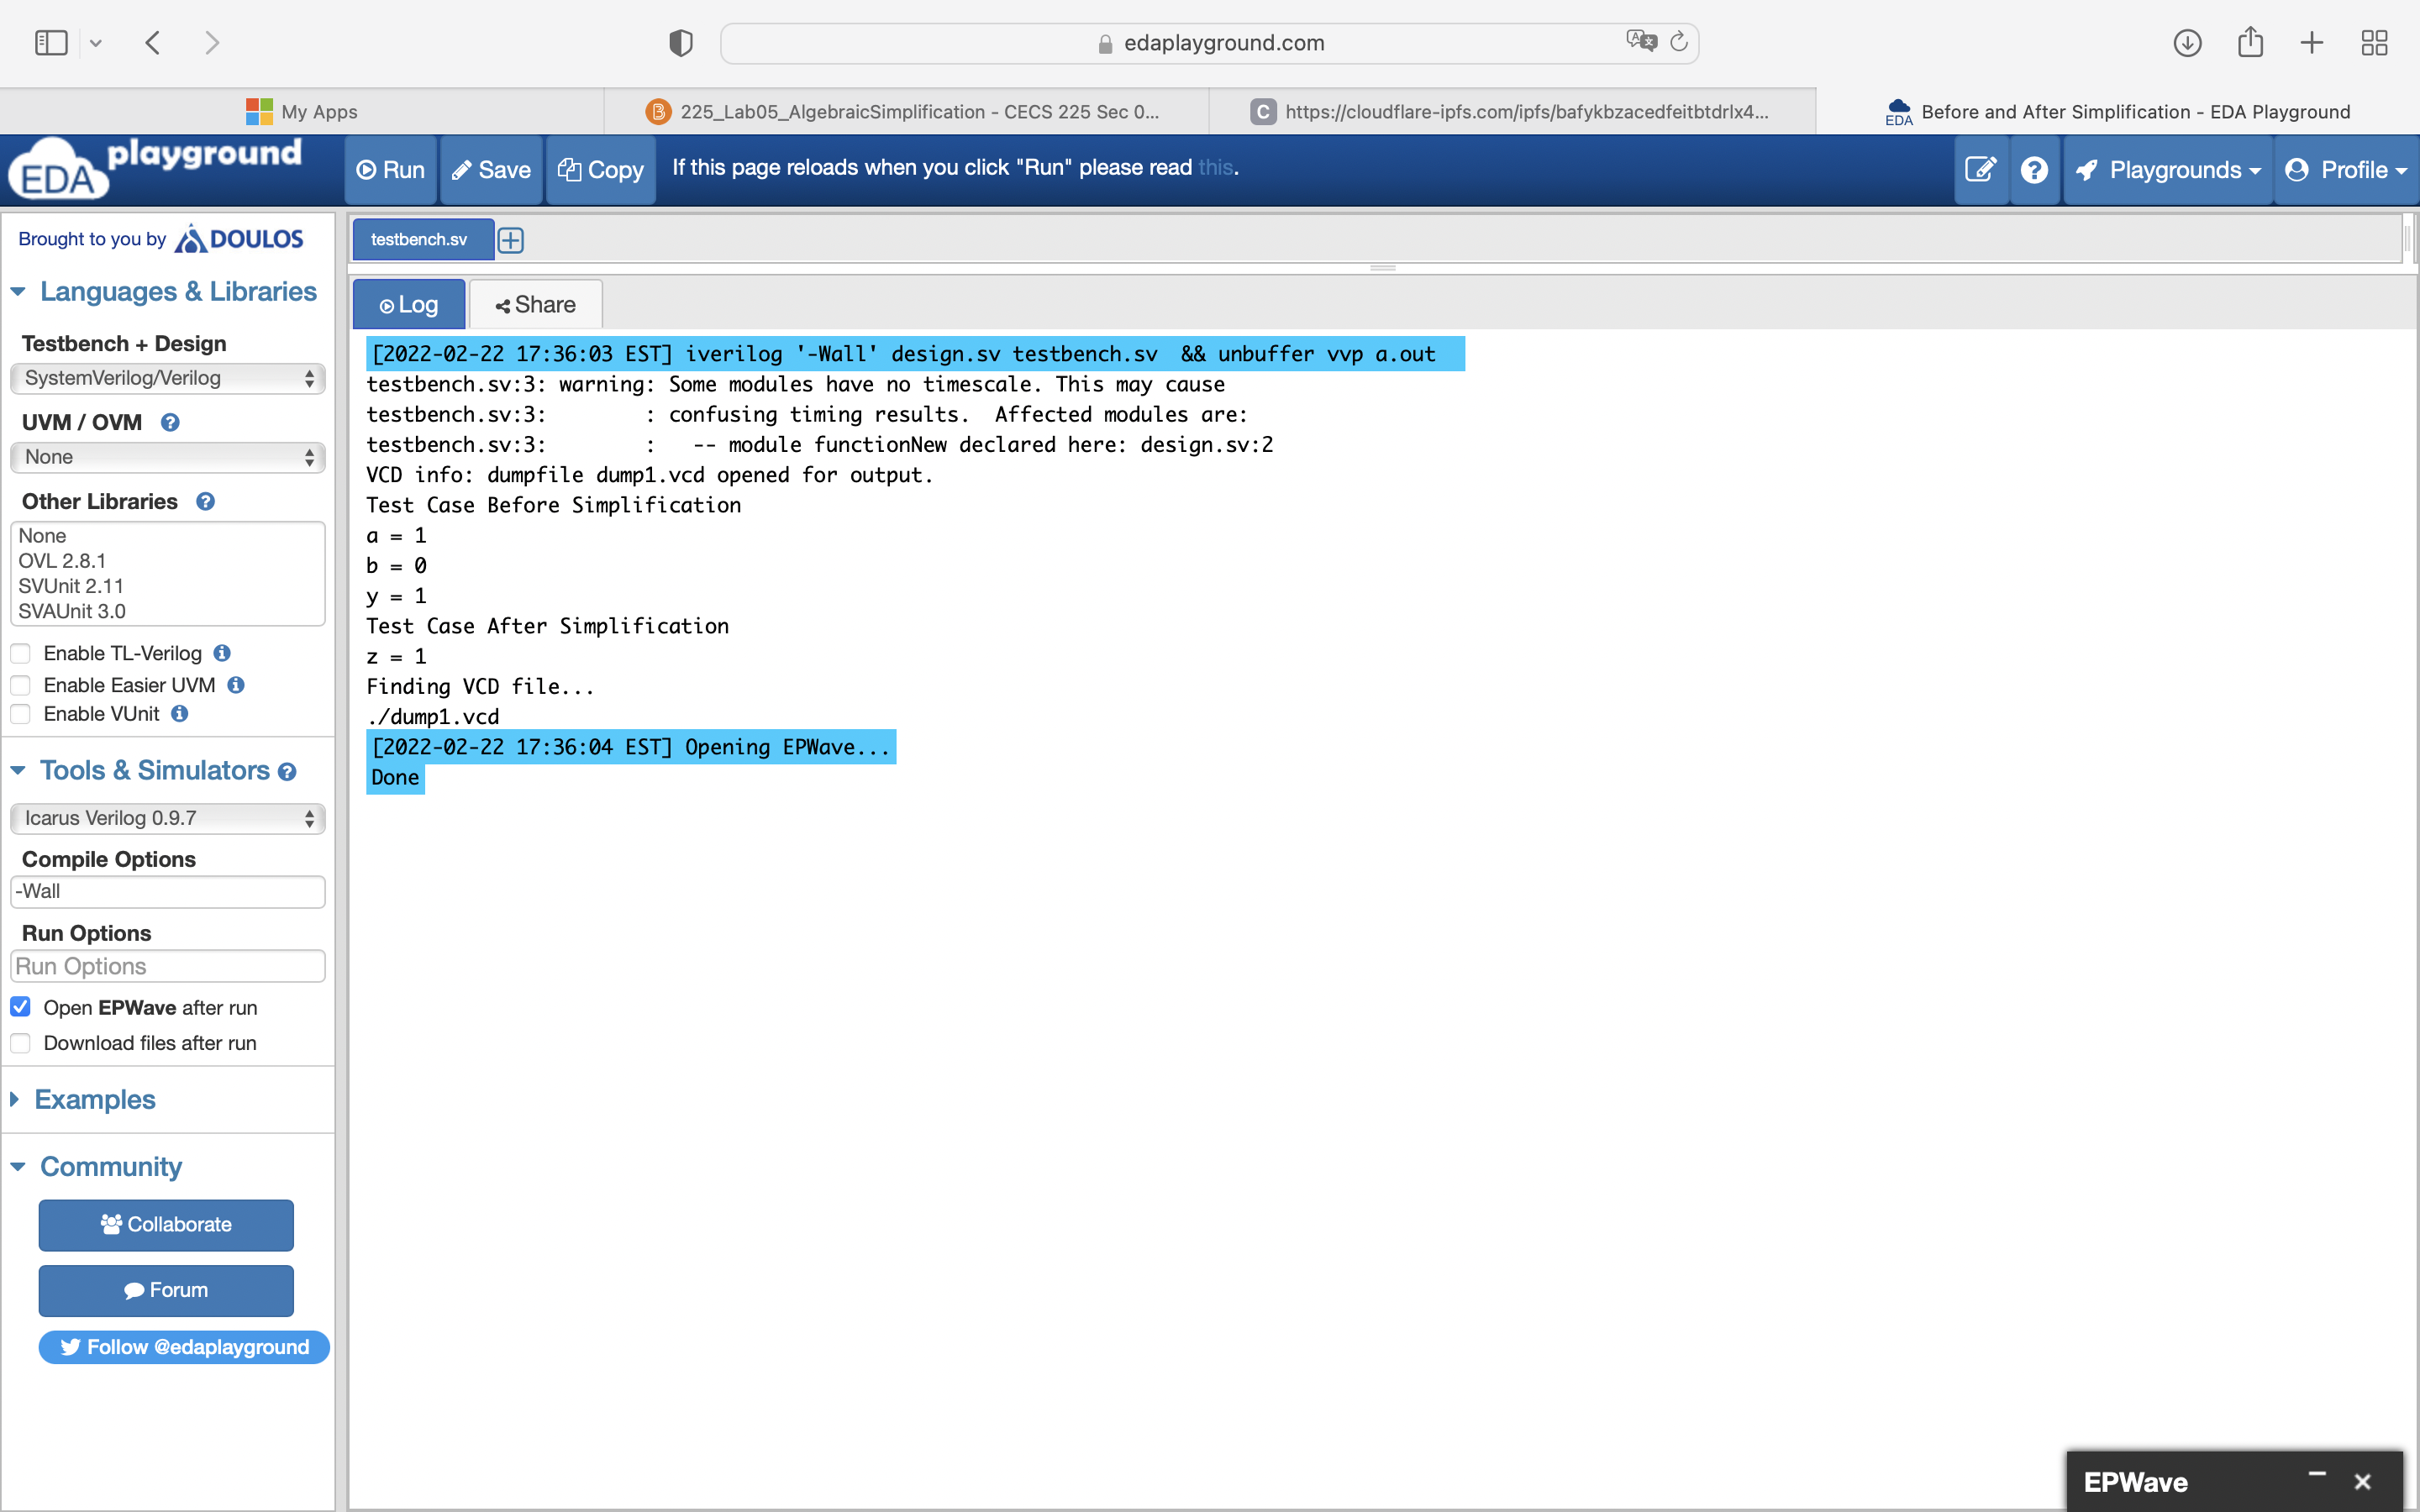 edaplayground.com
My Apps
225_Lab05_AlgebraicSimplification - CECS 225 Sec 0...
C https://cloudflare-ipfs.com/ipfs/bafykbzacedfeitbtdrlx4...
EDA Before and After Simplification - EDA Playground
EDA playground
Run
Save
Copy
If this page reloads when you click "Run" please read this.
Playgrounds
Profile
Brought to you by DOULOS
Languages & Libraries
Testbench + Design
SystemVerilog/Verilog
UVM / OVM
None
Other Libraries
None
OVL 2.8.1
SVUnit 2.11
SVAUnit 3.0
Enable TL-Verilog
Enable Easier UVM
Enable VUnit
Tools & Simulators
Icarus Verilog 0.9.7
Compile Options
-Wall
Run Options
Run Options
Open EPWave after run
Download files after run
Examples
Community
Collaborate
Forum
Follow @edaplayground
testbench.sv
Log
Share
[2022-02-22 17:36:03 EST] iverilog '-Wall' design.sv testbench.sv  && unbuffer vvp a.out
testbench.sv:3: warning: Some modules have no timescale. This may cause
testbench.sv:3:         : confusing timing results.  Affected modules are:
testbench.sv:3:         :   -- module functionNew declared here: design.sv:2
VCD info: dumpfile dump1.vcd opened for output.
Test Case Before Simplification
a = 1
b = 0
y = 1
Test Case After Simplification
z = 1
Finding VCD file...
./dump1.vcd
[2022-02-22 17:36:04 EST] Opening EPWave...
Done
EPWave